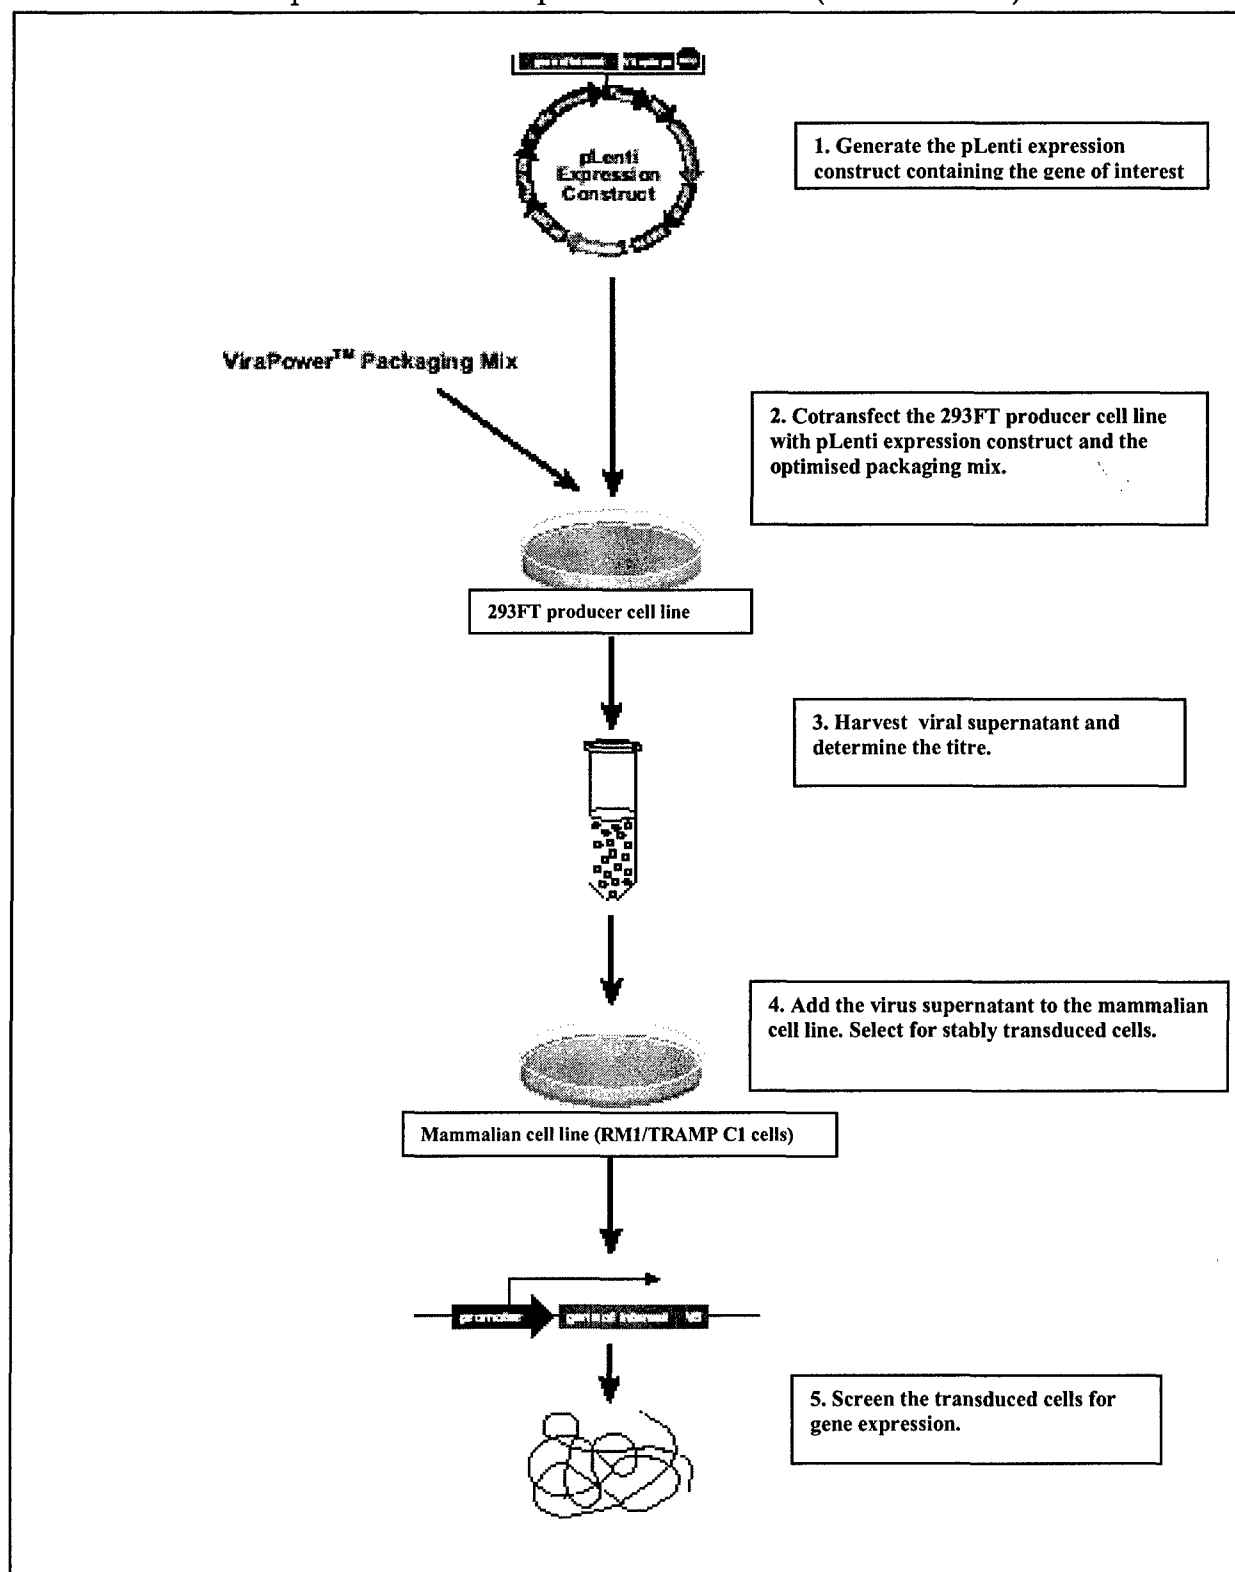 pLenti
Expression
Construct
1. Generate the pLenti expression
construct containing the gene of interest
ViraPower™ Packaging Mix
2. Cotransfect the 293FT producer cell line
with pLenti expression construct and the
optimised packaging mix.
293FT producer cell line
3. Harvest viral supernatant and
determine the titre.
4. Add the virus supernatant to the mammalian
cell line. Select for stably transduced cells.
Mammalian cell line (RM1/TRAMP C1 cells)
promoter
gene of interest
V5
5. Screen the transduced cells for
gene expression.